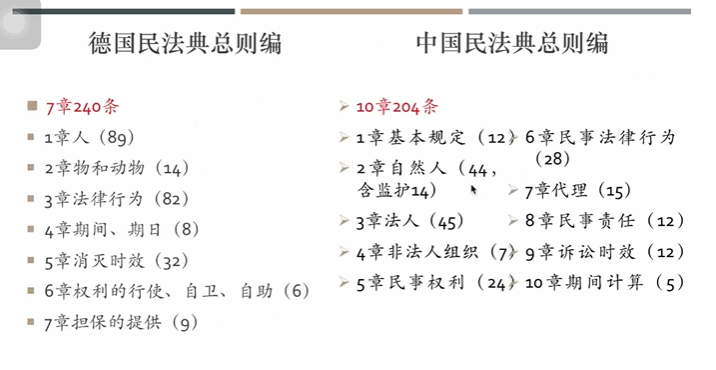 德国民法典总则编
7章240条
1章人（89）
2章物和动物（14）
3章法律行为（82）
4章期间、期日（8）
5章消灭时效（32）
6章权利的行使、自卫、自助（6）
7章担保的提供（9）
中国民法典总则编
10章204条
1章基本规定（12）
2章自然人（44，
含监护14）
3章法人（45）
4章非法人组织（7）
5章民事权利（24）
6章民事法律行为
（28）
7章代理（15）
8章民事责任（12）
9章诉讼时效（12）
10章期间计算（5）